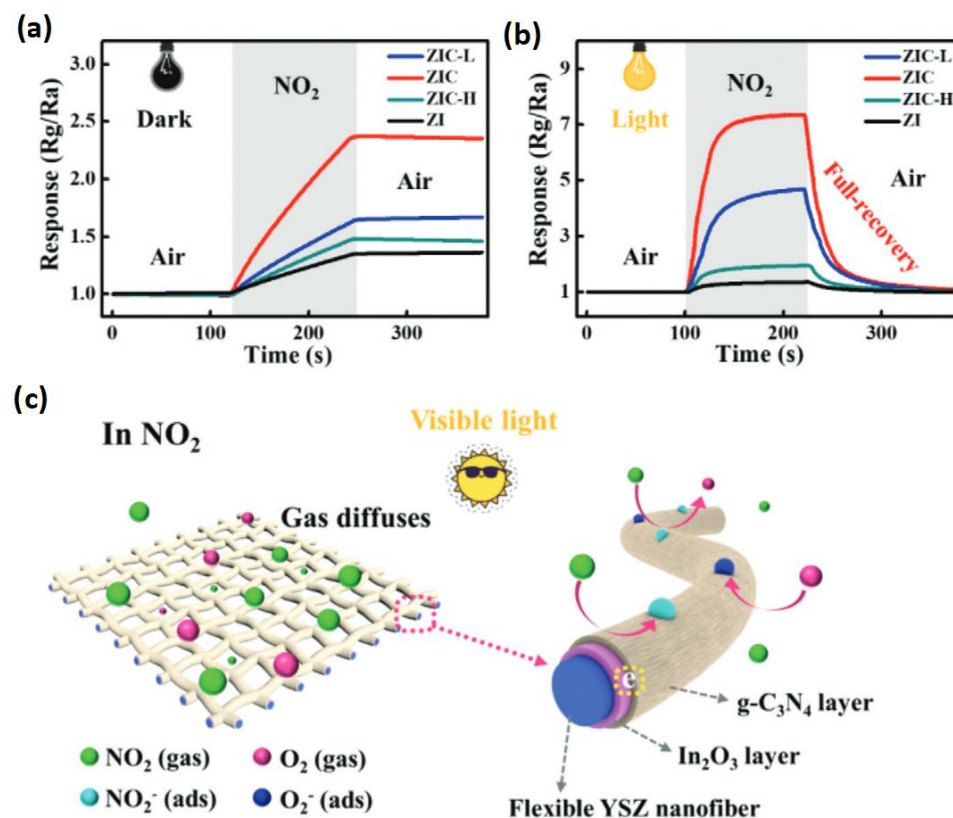 (a)
Response (Rg/Ra)
3.0
2.5
2.0
1.5
1.0
Dark
NO₂
ZIC-L
ZIC
ZIC-H
ZI
Air
Air
0
100
200
300
Time (s)
(b)
Response (Rg/Ra)
9
7
5
3
1
Light
NO₂
ZIC-L
ZIC
ZIC-H
ZI
Air
Air
Full-recovery
0
100
200
300
Time (s)
(c)
In NO₂
Visible light
Gas diffuses
e
g-C₃N₄ layer
In₂O₃ layer
Flexible YSZ nanofiber
NO₂ (gas)
O₂ (gas)
NO₂⁻ (ads)
O₂⁻ (ads)